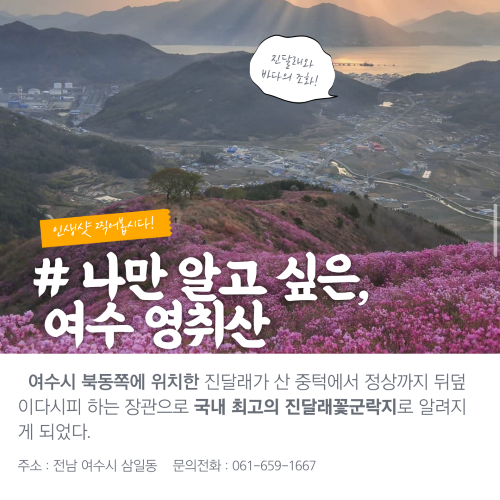 진달래와
바다의 조화!
인생샷 찍어봅시다!
# 나만 알고 싶은,
여수 영취산
여수시 북동쪽에 위치한 진달래가 산 중턱에서 정상까지 뒤덮
이다시피 하는 장관으로 국내 최고의 진달래꽃군락지로 알려지
게 되었다.
주소 : 전남 여수시 삼일동 문의전화 : 061-659-1667